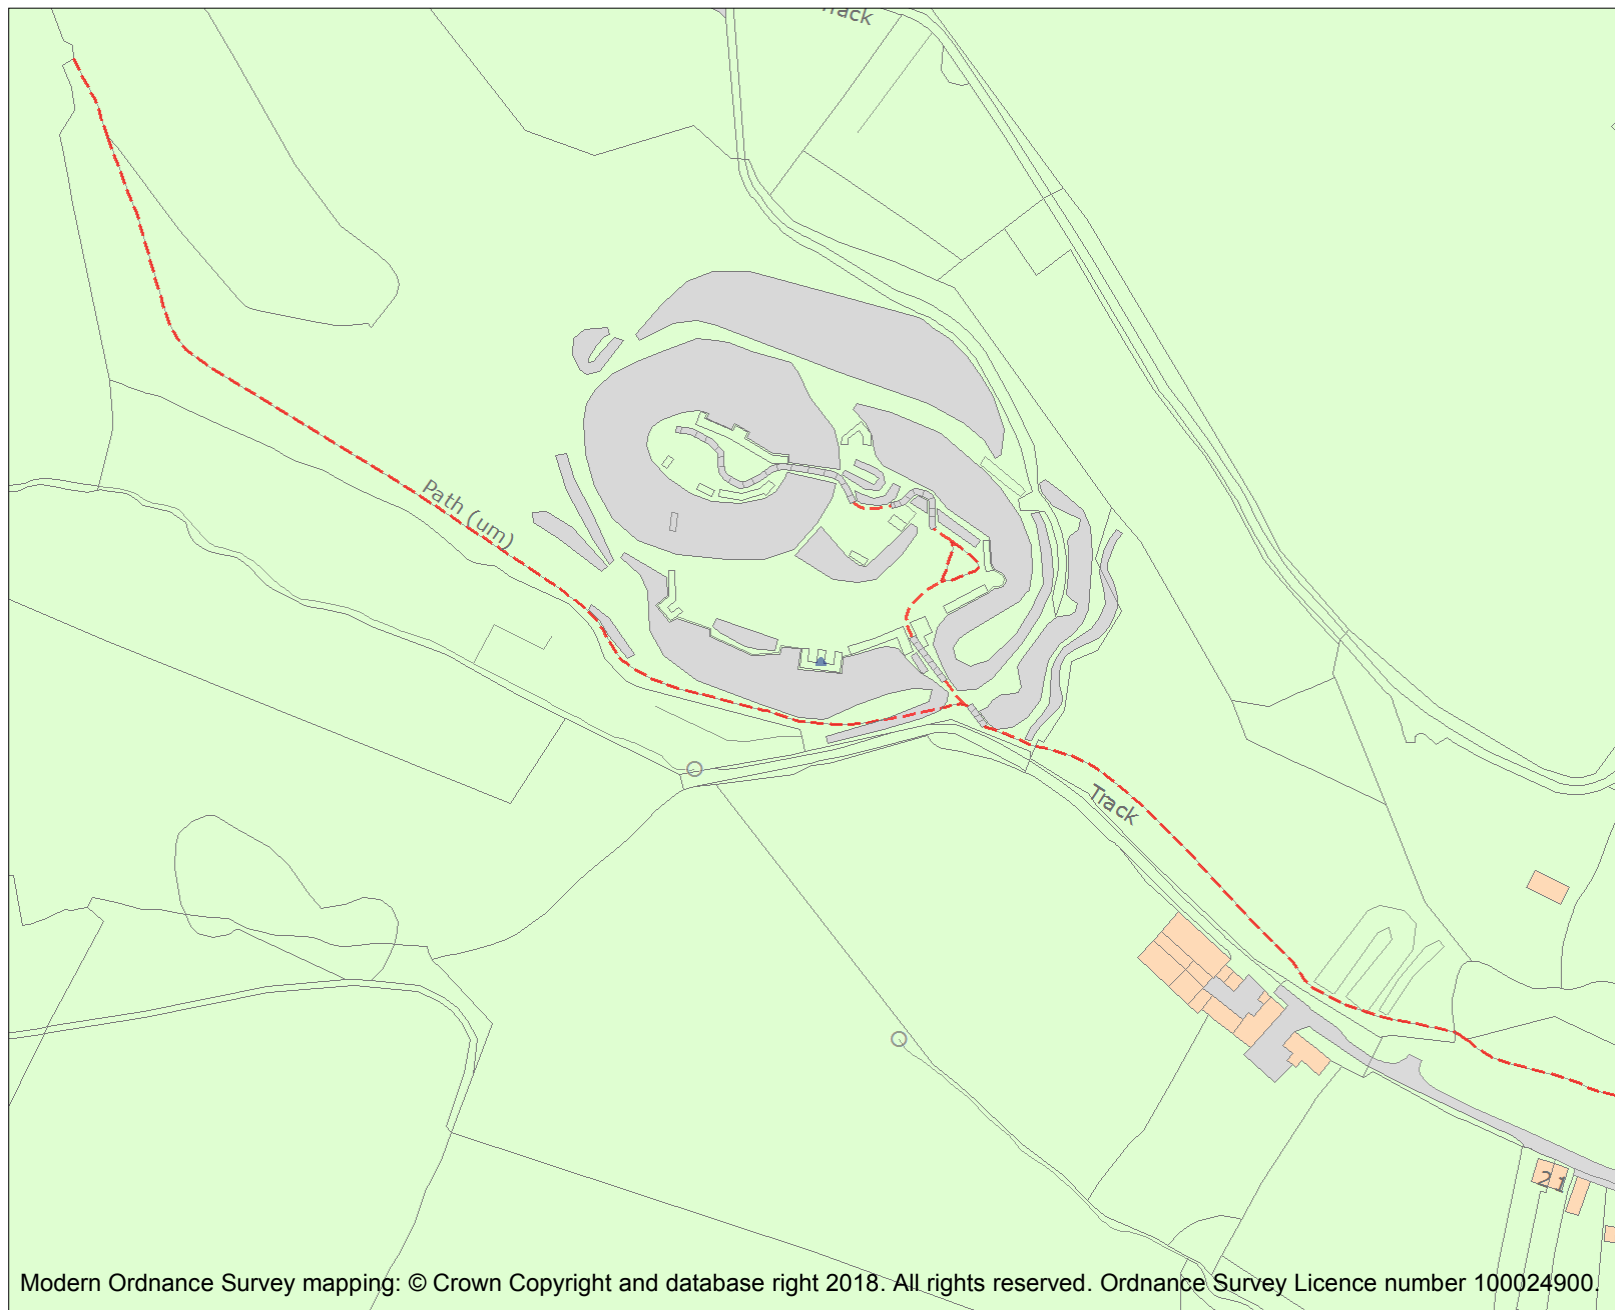 Track
Path (um)
Track
21
Modern Ordnance Survey mapping: © Crown Copyright and database right 2018. All rights reserved. Ordnance Survey Licence number 100024900.